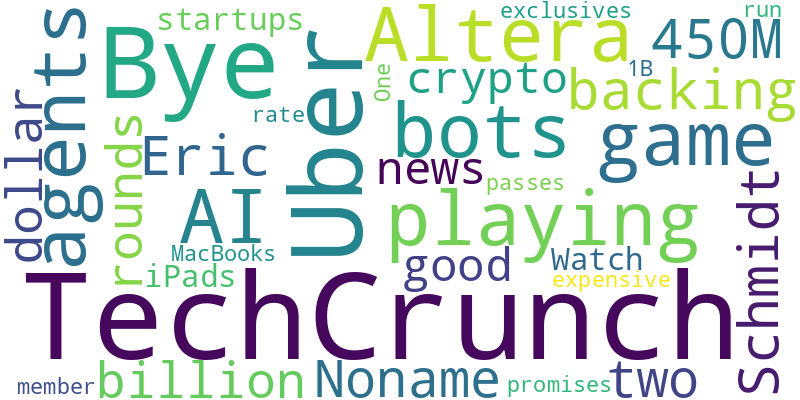 startups
exclusives
run
agents
Bye
Uber
Altera
450M
crypto
1B
backing
One
dollar
rate
rounds
Eric
bots
game
news
AI
passes
playing
Schmidt
MacBooks
iPads
good
Watch
expensive
TechCrunch
member
billion
Noname
promises
two